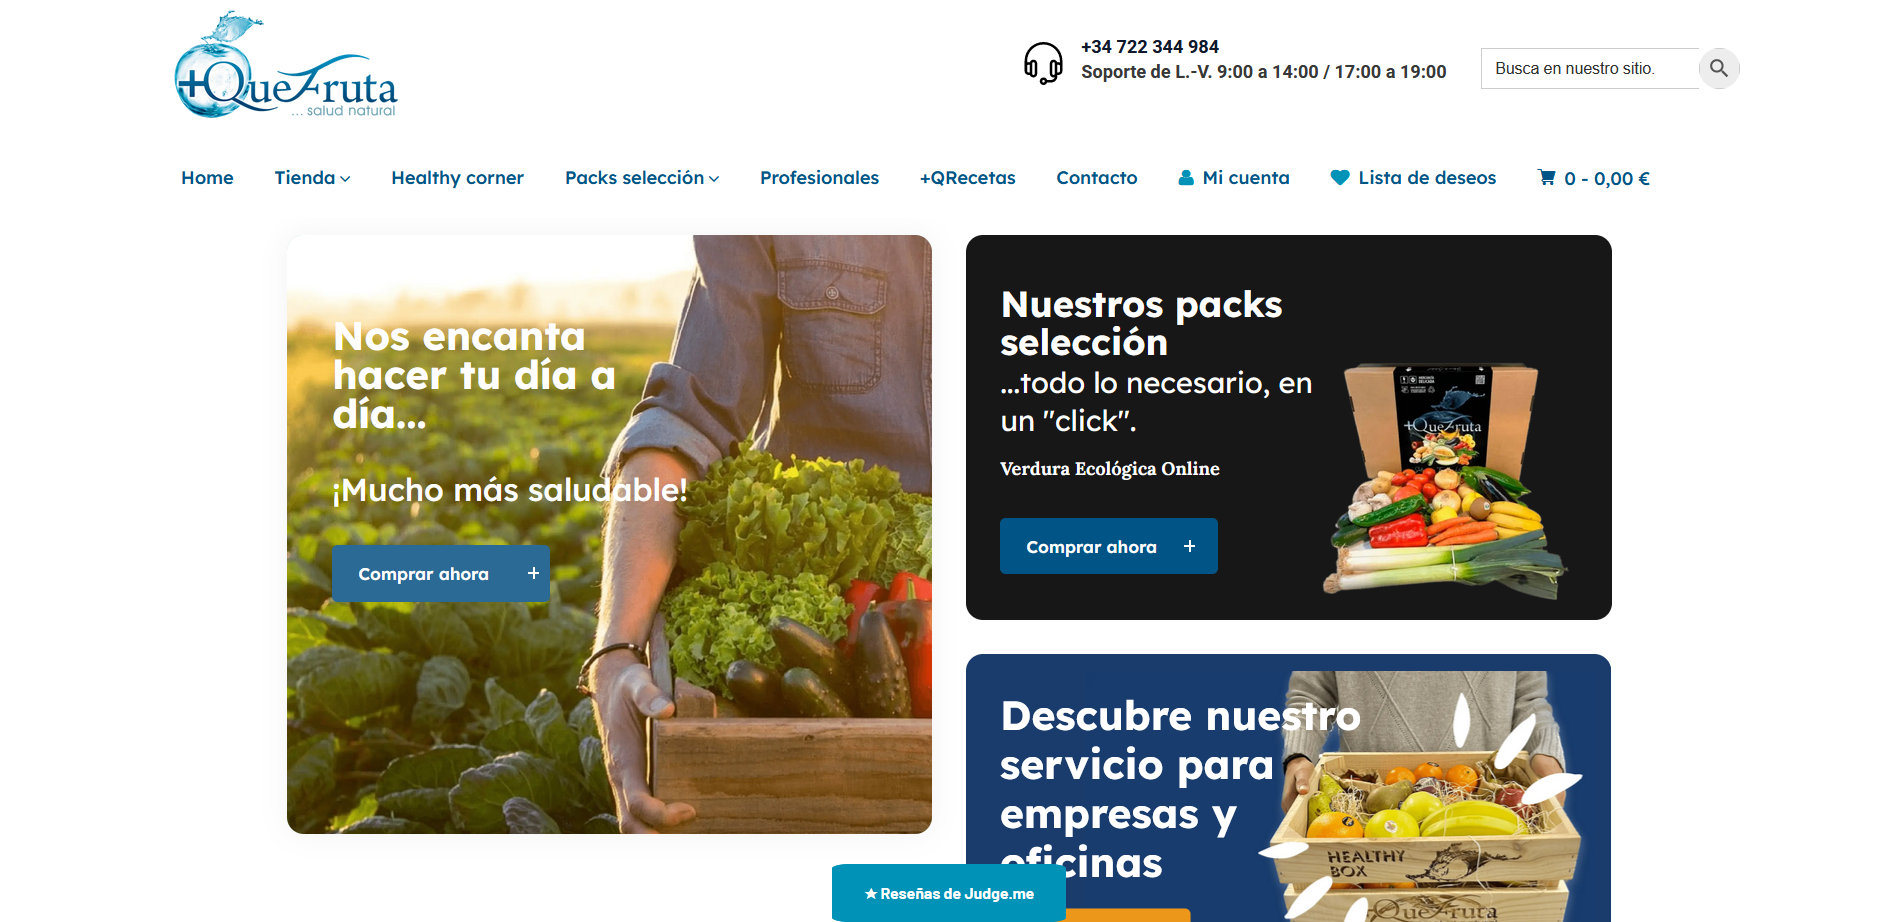 +QueFruta
... salud natural
+34 722 344 984
Soporte de L.-V. 9:00 a 14:00 / 17:00 a 19:00
Busca en nuestro sitio.
Home
Tienda
Healthy corner
Packs selección
Profesionales
+QRecetas
Contacto
Mi cuenta
Lista de deseos
0 - 0,00 €
Nos encanta
hacer tu día a
día...
¡Mucho más saludable!
Comprar ahora +
Nuestros packs
selección
...todo lo necesario, en
un "click".
Verdura Ecológica Online
Comprar ahora +
+QueFruta
Descubre nuestro
servicio para
empresas y
oficinas
HEALTHY
BOX
+QueFruta
★ Reseñas de Judge.me